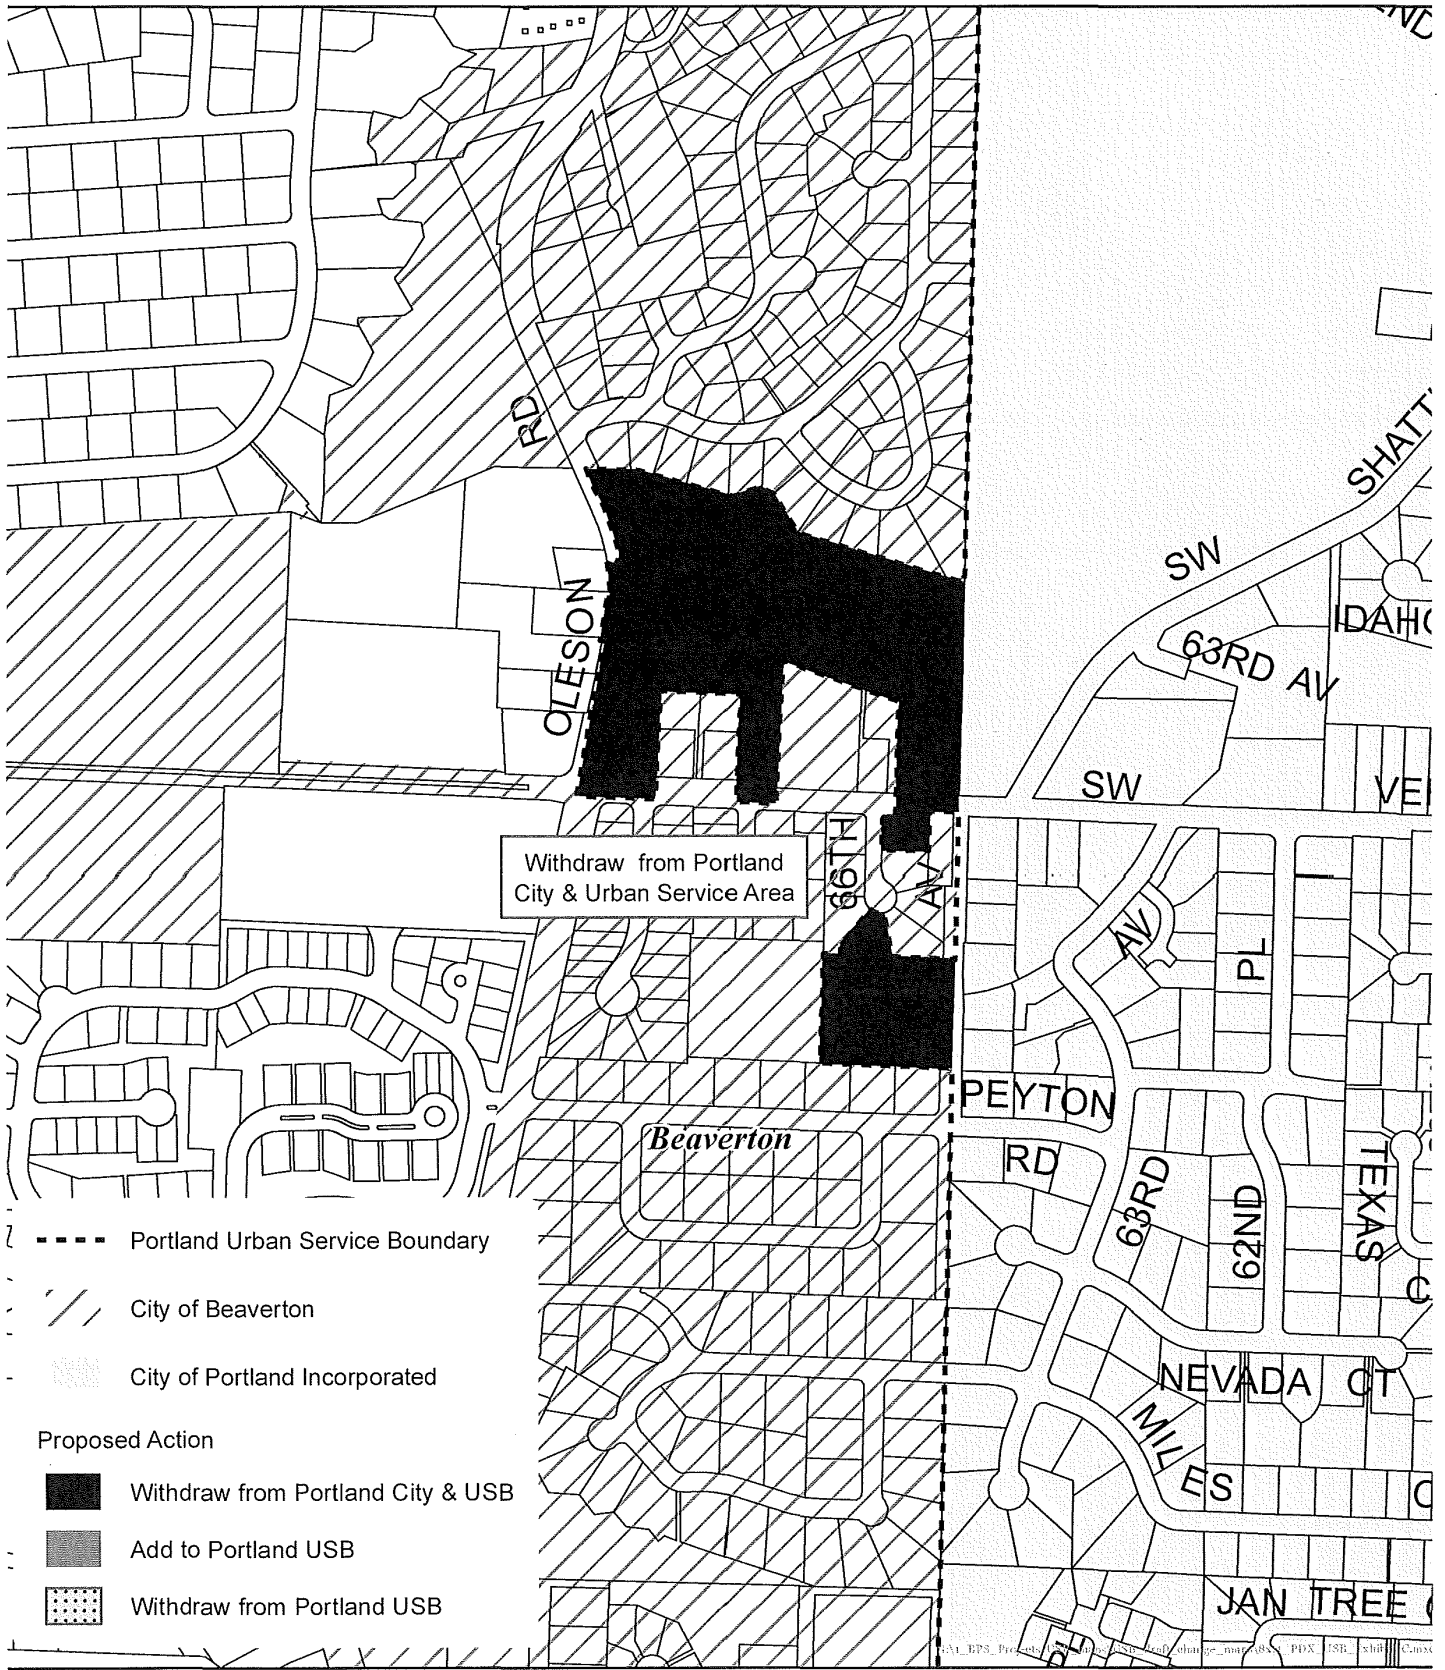 RD
SW
IDAHO
63RD AV
OLESON
SW
66TH
AV
Withdraw from Portland
City & Urban Service Area
AV
PL
PEYTON
RD
Beaverton
63RD
62ND
TEXAS
NEVADA CT
MILES
JAN TREE
Portland Urban Service Boundary
City of Beaverton
City of Portland Incorporated
Proposed Action
Withdraw from Portland City & USB
Add to Portland USB
Withdraw from Portland USB